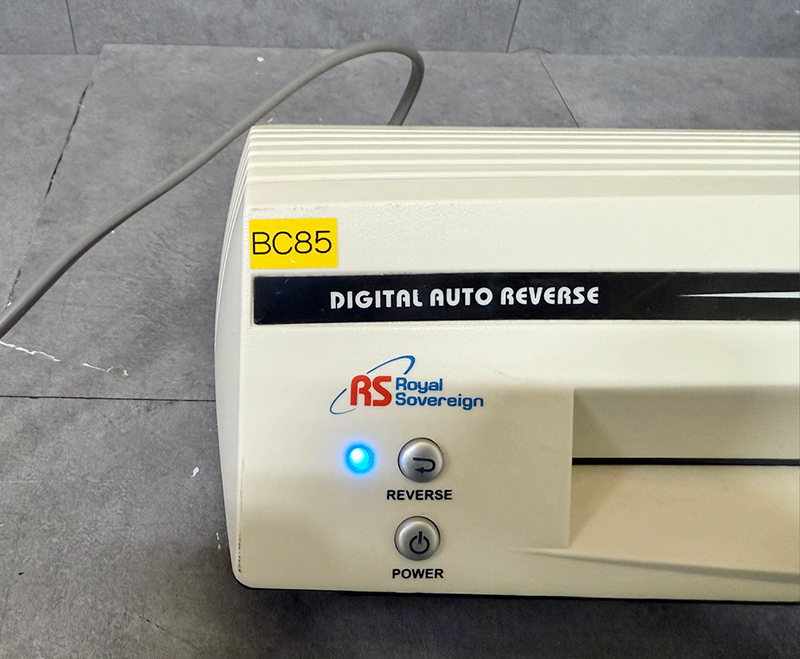 BC85
DIGITAL AUTO REVERSE
RS Royal
Sovereign
REVERSE
POWER